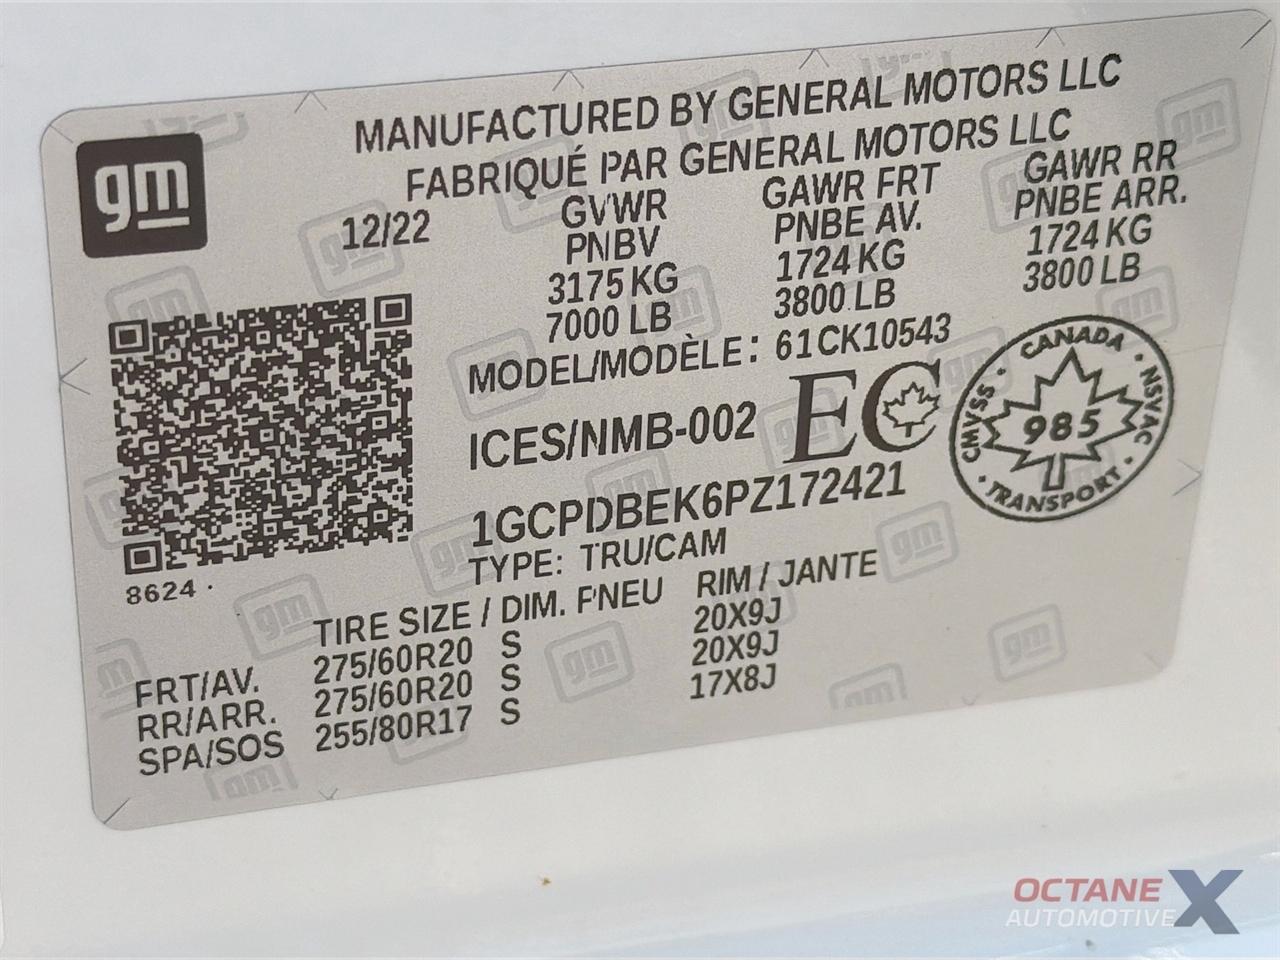 gm
MANUFACTURED BY GENERAL MOTORS LLC
FABRIQUÉ PAR GENERAL MOTORS LLC
12/22
GVWR
PNBV
3175 KG
7000 LB
GAWR FRT
PNBE AV.
1724 KG
3800 LB
GAWR RR
PNBE ARR.
1724 KG
3800 LB
MODEL/MODÈLE: 61CK10543
ICES/NMB-002
EC
CANADA · NSVAC · TRANSPORT · CMVSS ·
985
1GCPDBEK6PZ172421
TYPE: TRU/CAM
8624 ·
TIRE SIZE / DIM. PNEU RIM / JANTE
FRT/AV. 275/60R20 S 20X9J
RR/ARR. 275/60R20 S 20X9J
SPA/SOS 255/80R17 S 17X8J
OCTANE X
AUTOMOTIVE